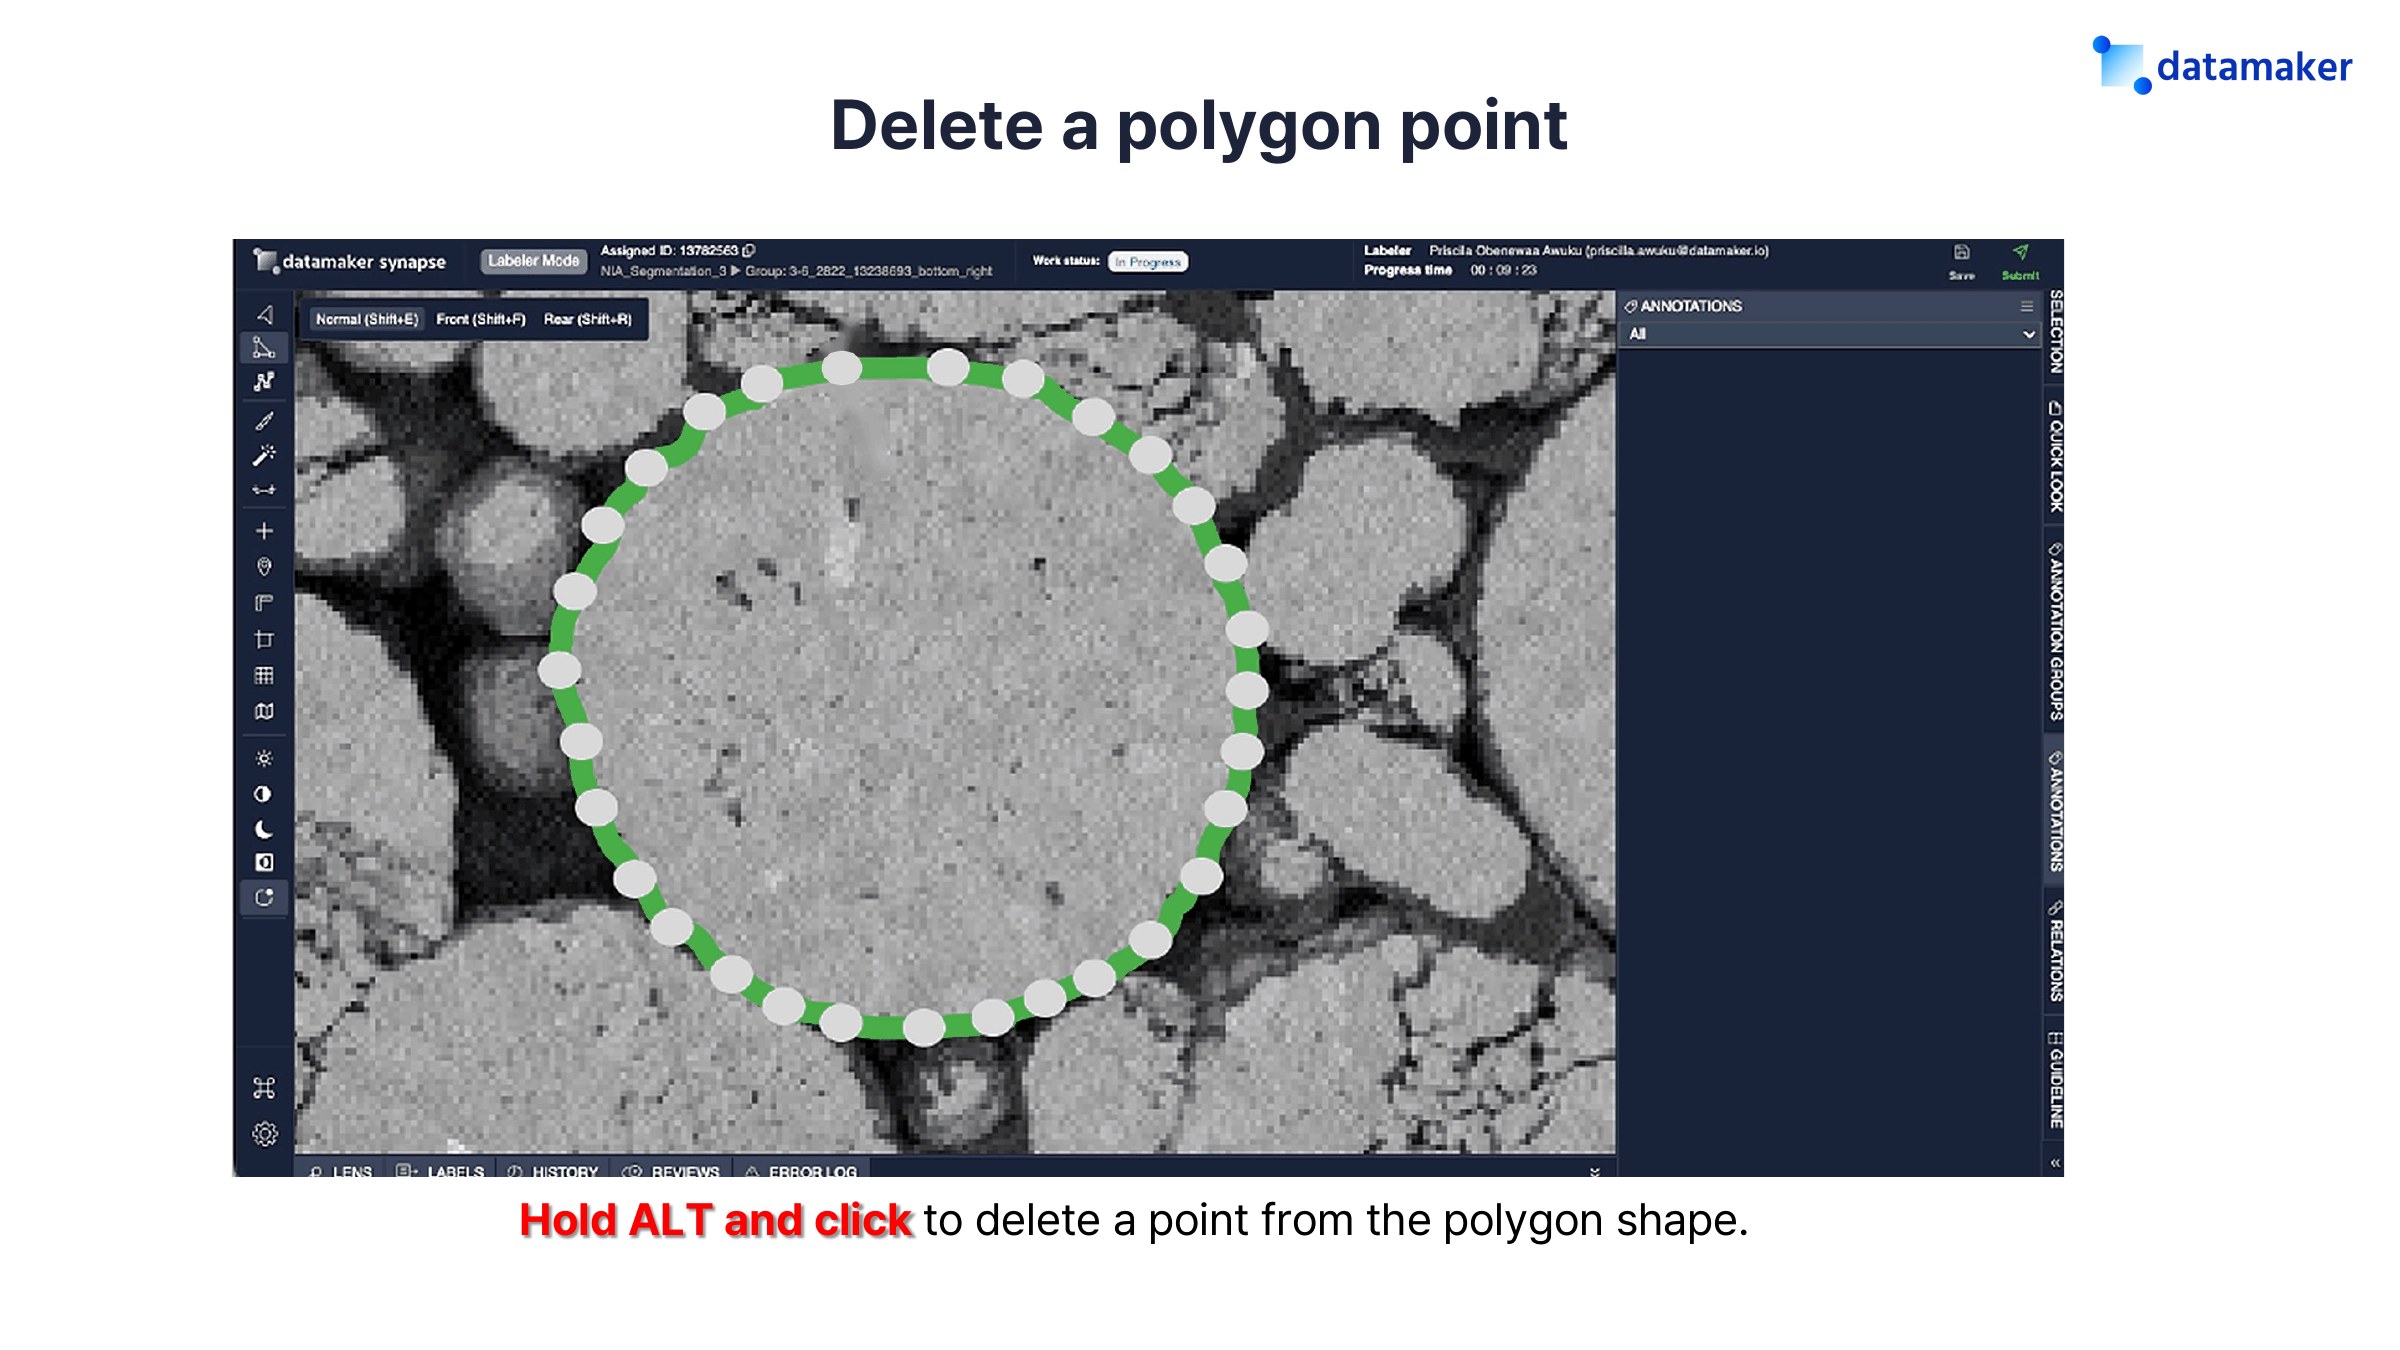 datamaker
Delete a polygon point
datamaker synapse
Labeler Mode
Assigned ID: 13782563
NIA_Segmentation_3 ▶ Group: 3-6_2822_13238693_bottom_right
Work status: In Progress
Labeler Priscila Obenewaa Awuku (priscilla.awuku@datamaker.io)
Progress time 00 : 09 : 23
Save
Submit
Normal (Shift+E) Front (Shift+F) Rear (Shift+R)
ANNOTATIONS
All
SELECTION
QUICK LOOK
ANNOTATION GROUPS
ANNOTATIONS
RELATIONS
GUIDELINE
LENS LABELS HISTORY REVIEWS ERROR LOG
Hold ALT and click to delete a point from the polygon shape.